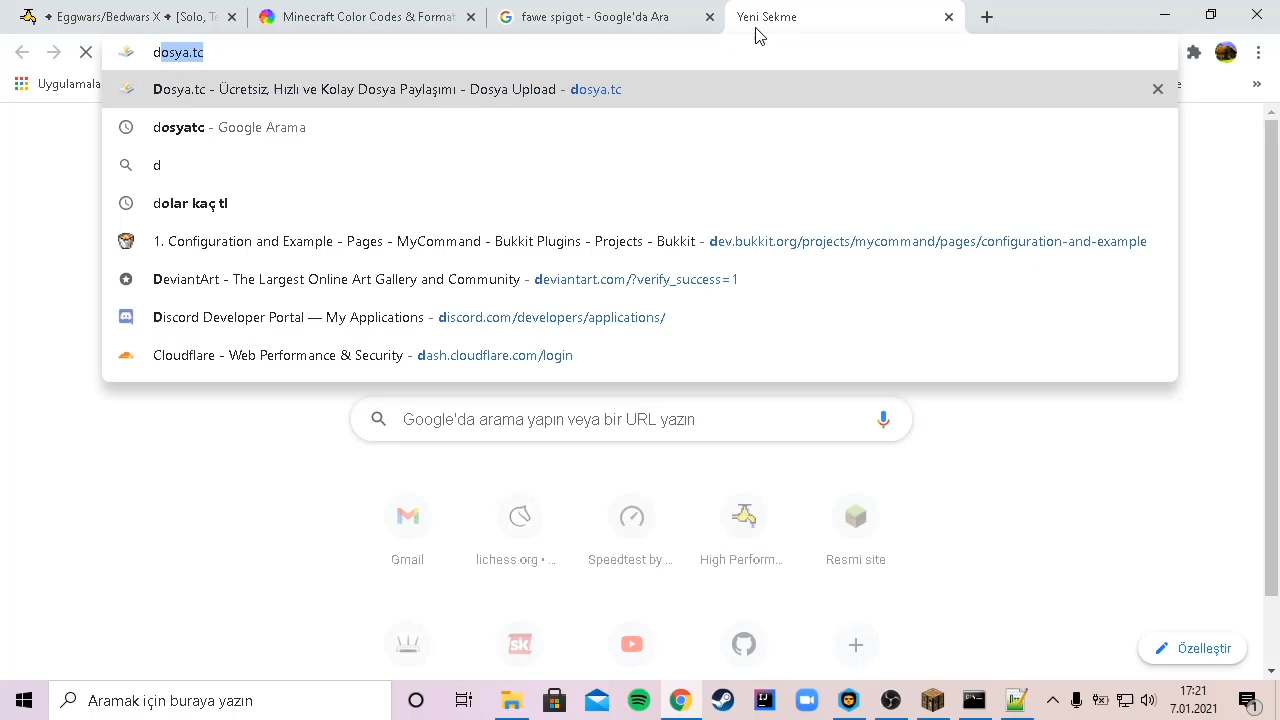 ✦ Eggwrs/Bedwars X ✦ [Solo, Te
Minecraft Color Codes & Format
fawe spigot - Google'da Ara
Yeni Sekme
dosya.tc
Uygulamala
Dosya.tc - Ücretsiz, Hızlı ve Kolay Dosya Paylaşımı - Dosya Upload - dosya.tc
dosyatc - Google Arama
d
dolar kaç tl
1. Configuration and Example - Pages - MyCommand - Bukkit Plugins - Projects - Bukkit - dev.bukkit.org/projects/mycommand/pages/configuration-and-example
DeviantArt - The Largest Online Art Gallery and Community - deviantart.com/?verify_success=1
Discord Developer Portal — My Applications - discord.com/developers/applications/
Cloudflare - Web Performance & Security - dash.cloudflare.com/login
Google'da arama yapın veya bir URL yazın
Gmail
lichess.org • ...
Speedtest by ...
High Perform...
Resmi site
sk
Özelleştir
Aramak için buraya yazın
17:21
7.01.2021
1